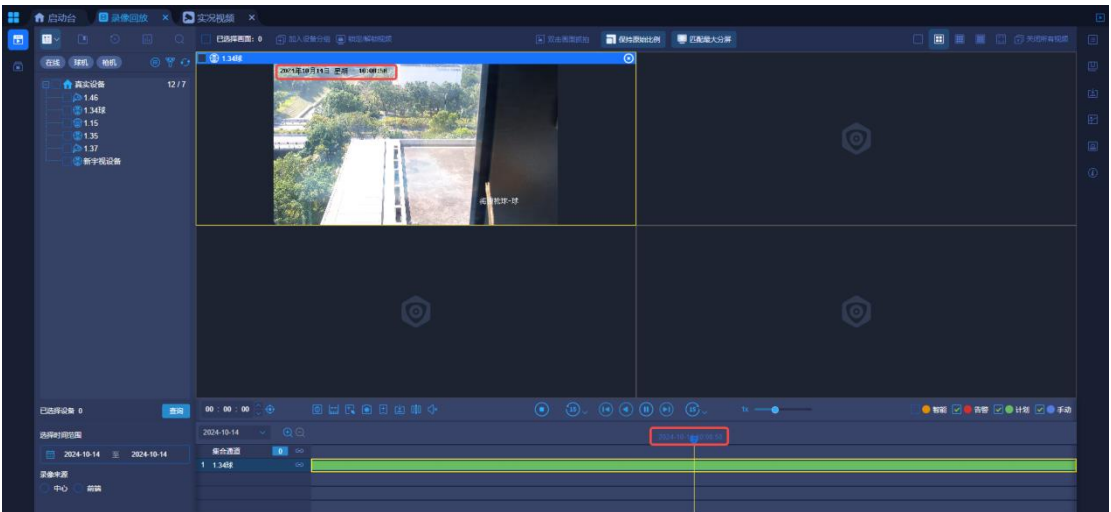 启动台 录像回放 × 实况视频 ×
已选择画面: 0 加入设备分组 锁定/解锁视频 双击画面抓拍 保持原始比例 匹配最大分屏 关闭所有视频
在线 球机 枪机
1.34球
真实设备 12 / 7
1.46
1.34球
1.15
1.35
1.37
新宇视设备
2024年10月14日 星期一
已选择设备 0 查询
00 : 00 : 00 1x 智能 告警 计划 手动
选择时间范围
2024-10-14
2024-10-14 至 2024-10-14
集合通道 0
录像来源
1 1.34球
中心 前端